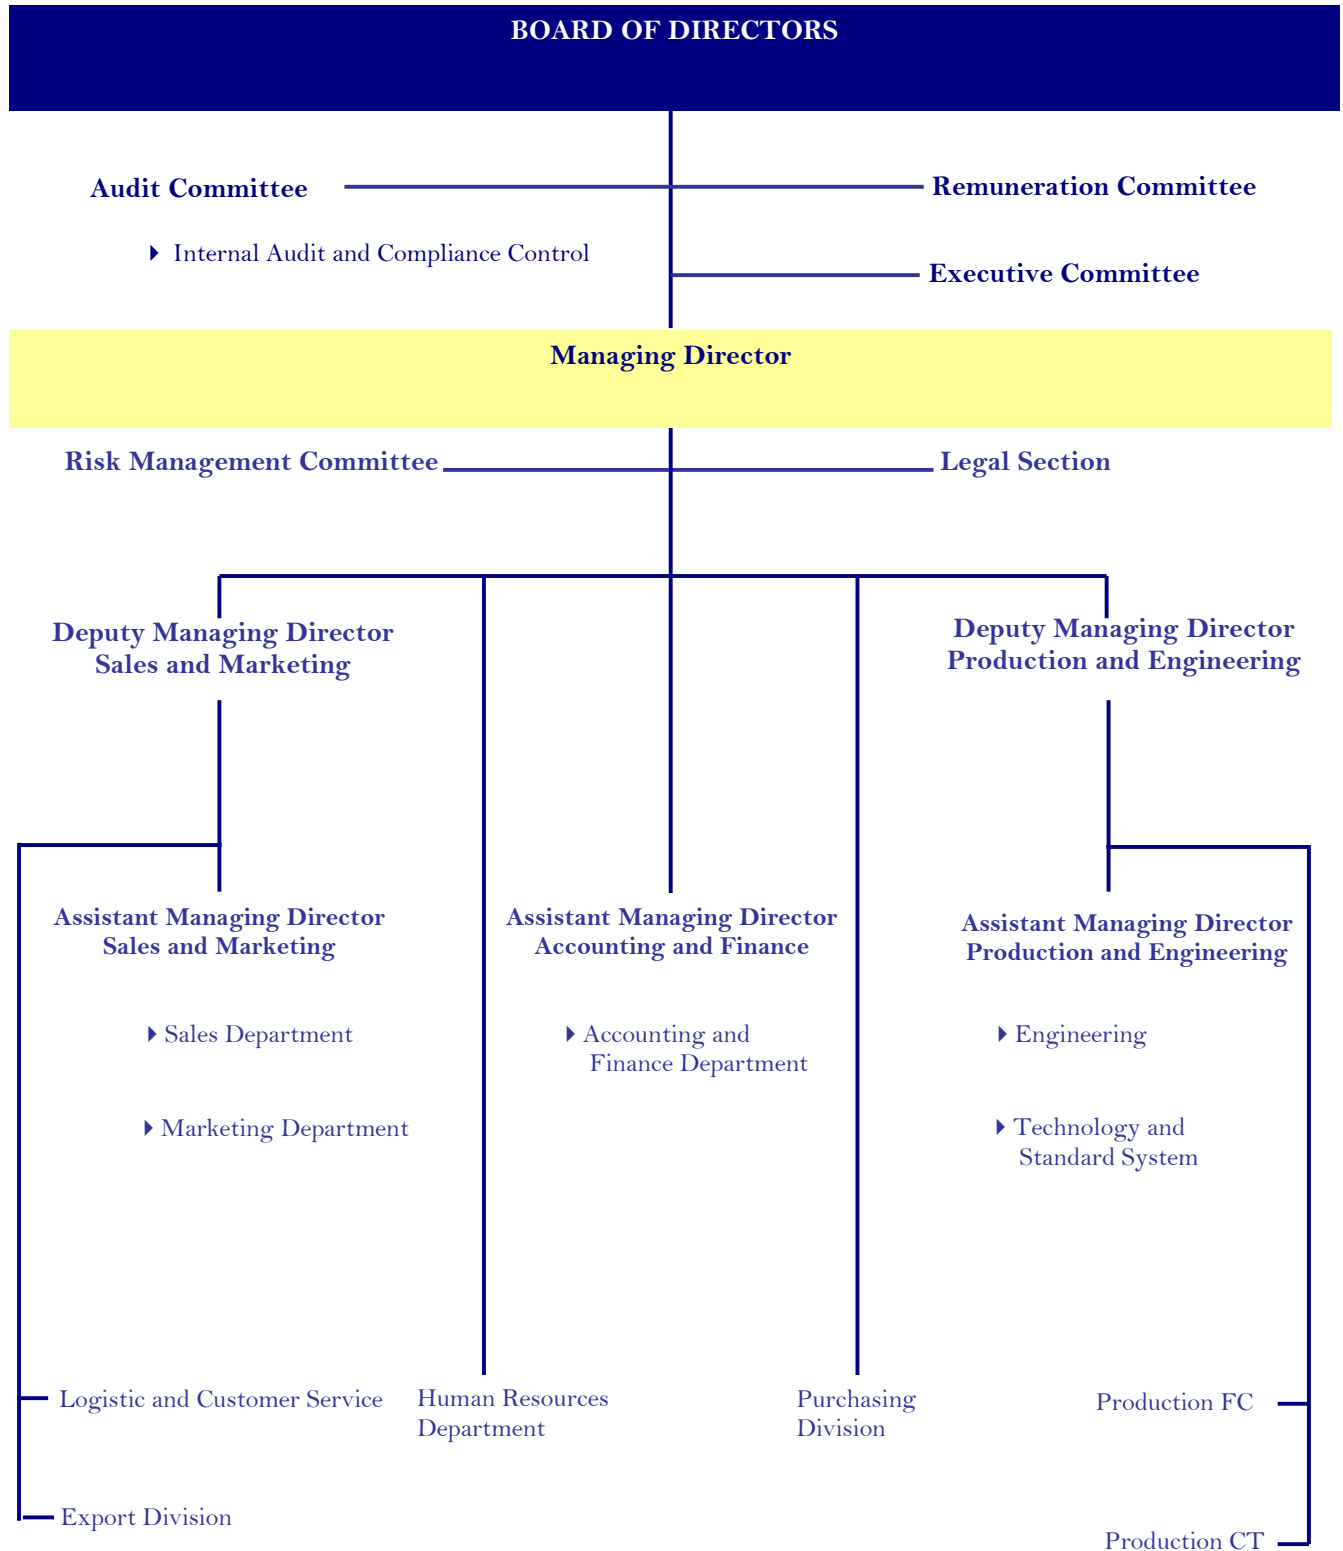 BOARD OF DIRECTORS
Audit Committee
Remuneration Committee
Internal Audit and Compliance Control
Executive Committee
Managing Director
Risk Management Committee
Legal Section
Deputy Managing Director
Sales and Marketing
Deputy Managing Director
Production and Engineering
Assistant Managing Director
Sales and Marketing
Assistant Managing Director
Accounting and Finance
Assistant Managing Director
Production and Engineering
Sales Department
Marketing Department
Accounting and
Finance Department
Engineering
Technology and
Standard System
Logistic and Customer Service
Human Resources
Department
Purchasing
Division
Production FC
Export Division
Production CT